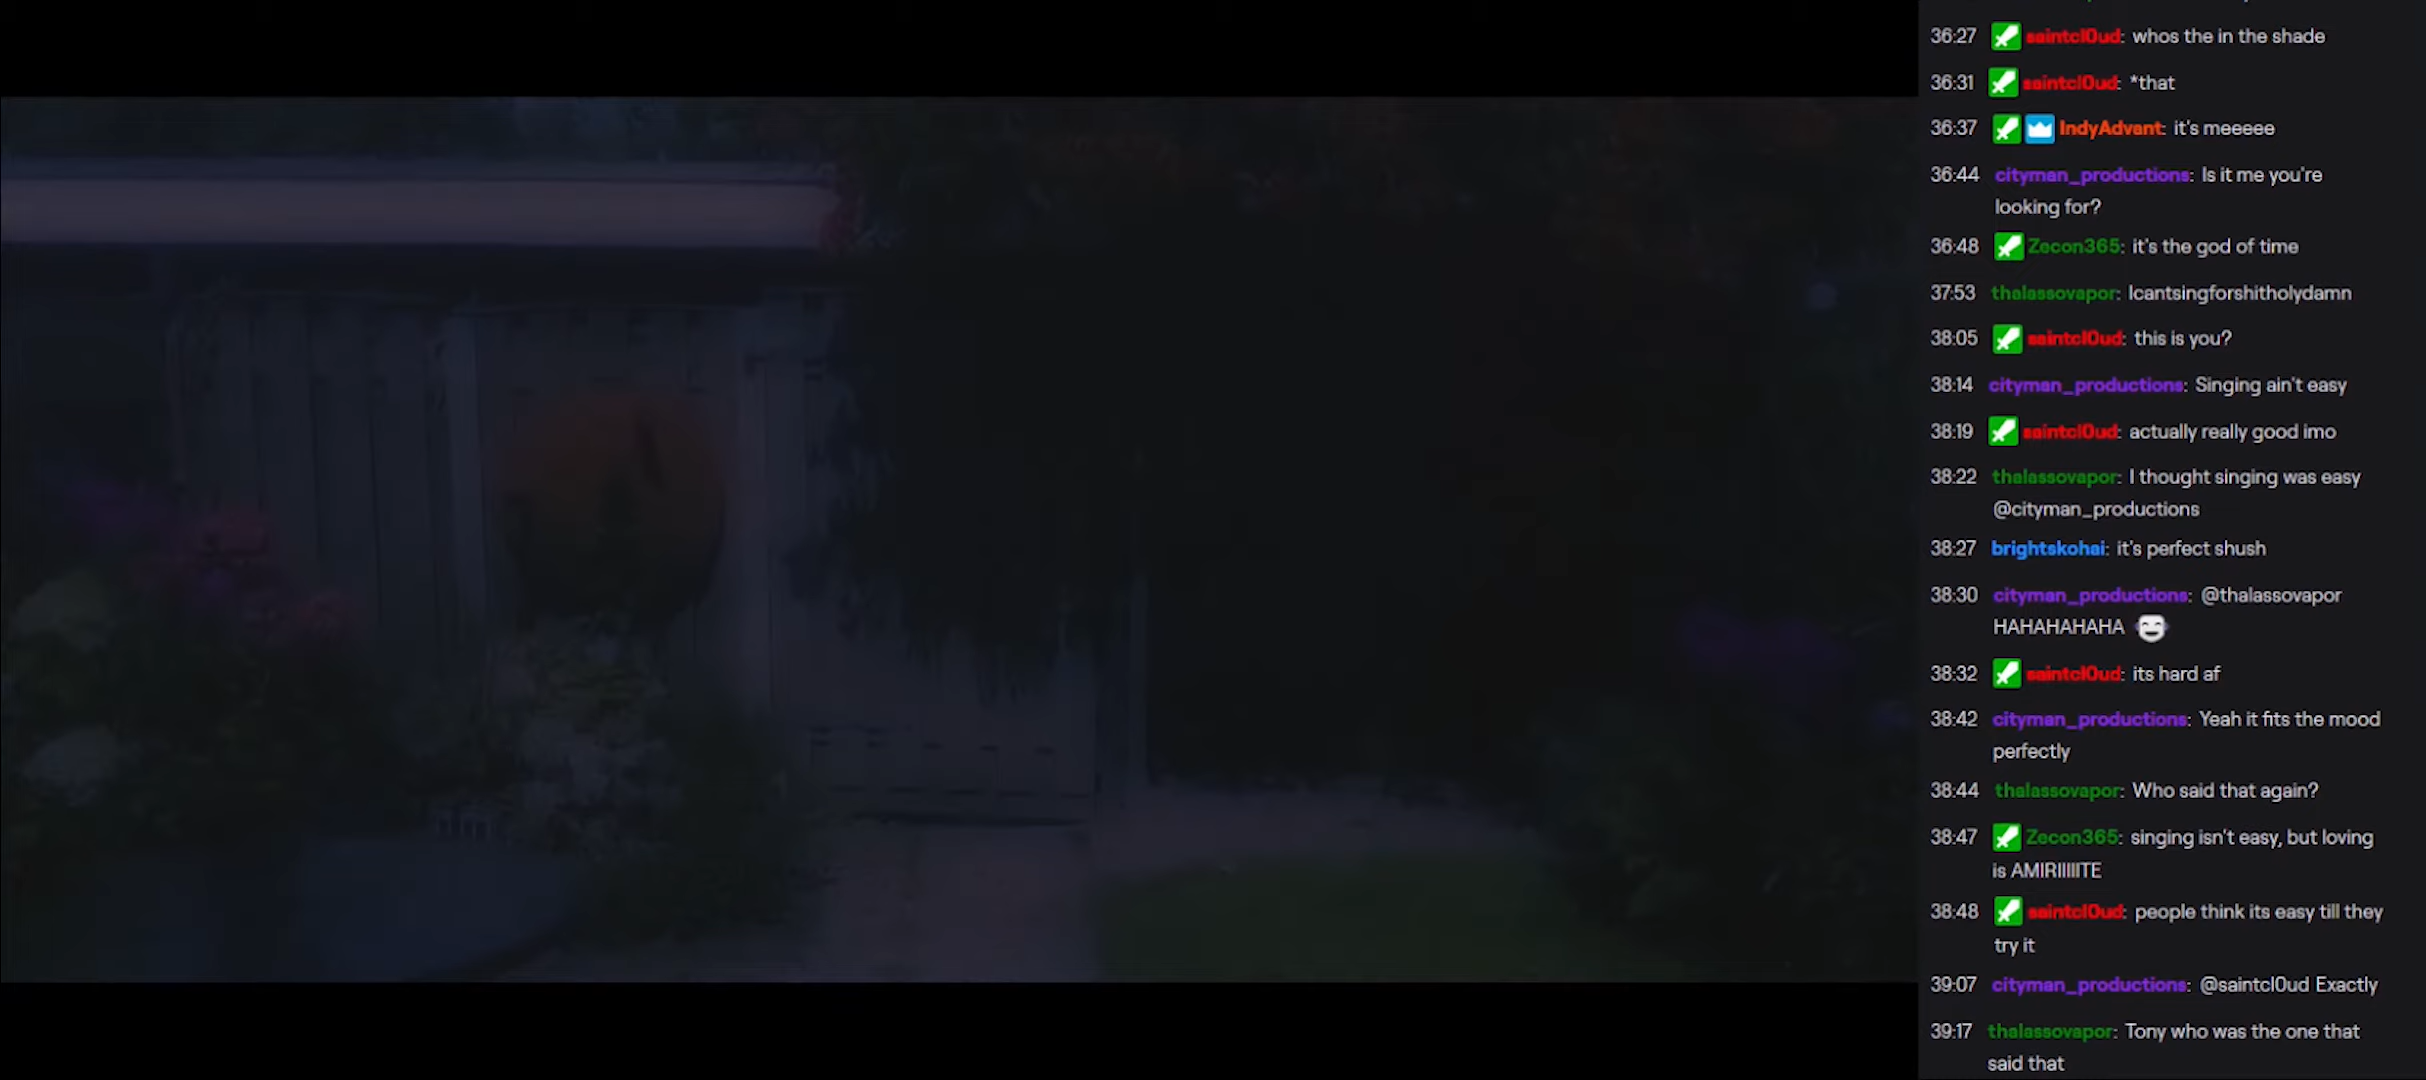 36:27 saintcl0ud: whos the in the shade
36:31 saintcl0ud: *that
36:37 IndyAdvant: it's meeeee
36:44 cityman_productions: Is it me you're
looking for?
36:48 Zecon365: it's the god of time
37:53 thalassovapor: Icantsingforshitholydamn
38:05 saintcl0ud: this is you?
38:14 cityman_productions: Singing ain't easy
38:19 saintcl0ud: actually really good imo
38:22 thalassovapor: I thought singing was easy
@cityman_productions
38:27 brightskohai: it's perfect shush
38:30 cityman_productions: @thalassovapor
HAHAHAHAHA
38:32 saintcl0ud: its hard af
38:42 cityman_productions: Yeah it fits the mood
perfectly
38:44 thalassovapor: Who said that again?
38:47 Zecon365: singing isn't easy, but loving
is AMIRIIIIITE
38:48 saintcl0ud: people think its easy till they
try it
39:07 cityman_productions: @saintcl0ud Exactly
39:17 thalassovapor: Tony who was the one that
said that